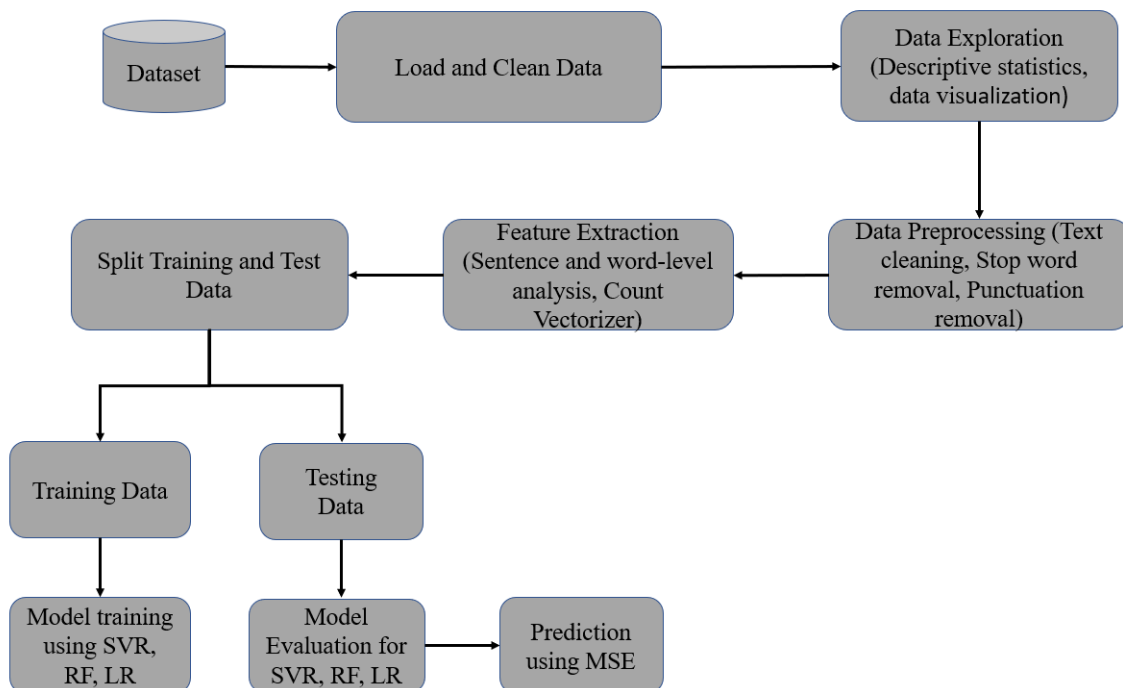 Dataset
Load and Clean Data
Data Exploration
(Descriptive statistics,
data visualization)
Data Preprocessing (Text
cleaning, Stop word
removal, Punctuation
removal)
Feature Extraction
(Sentence and word-level
analysis, Count
Vectorizer)
Split Training and Test
Data
Training Data
Testing
Data
Model training
using SVR,
RF, LR
Model
Evaluation for
SVR, RF, LR
Prediction
using MSE